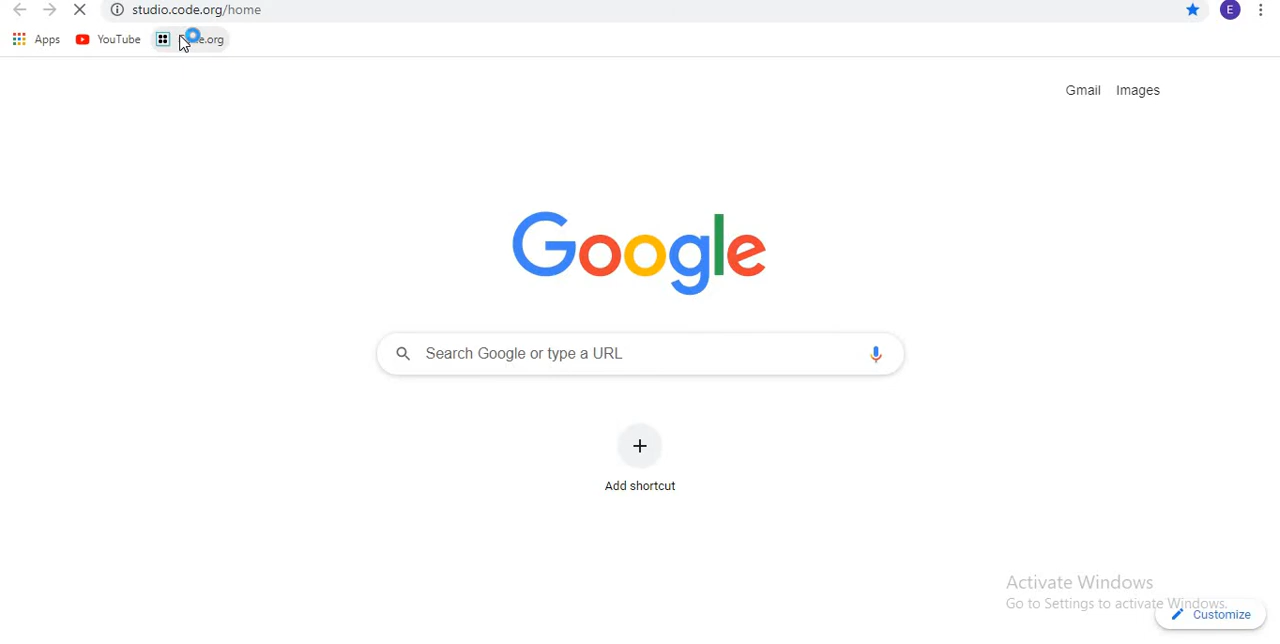 studio.code.org/home
E
Apps YouTube
Gmail Images
Google
Search Google or type a URL
Add shortcut
Activate Windows
Go to Settings to activate Windows.
Customize